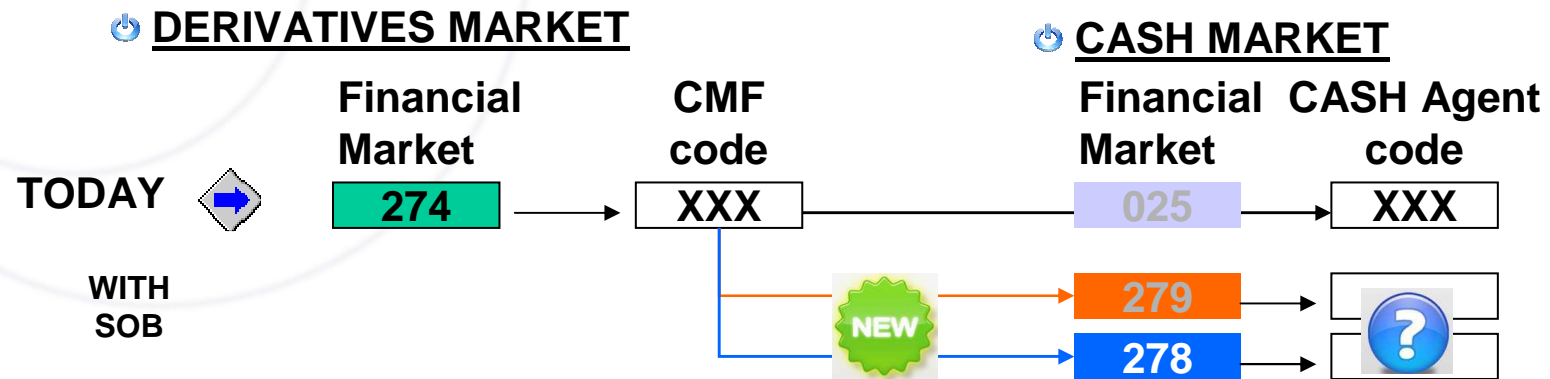 DERIVATIVES MARKET
CASH MARKET
Financial Market
CMF code
Financial Market
CASH Agent code
TODAY
274
XXX
025
XXX
WITH
SOB
NEW
279
278
?